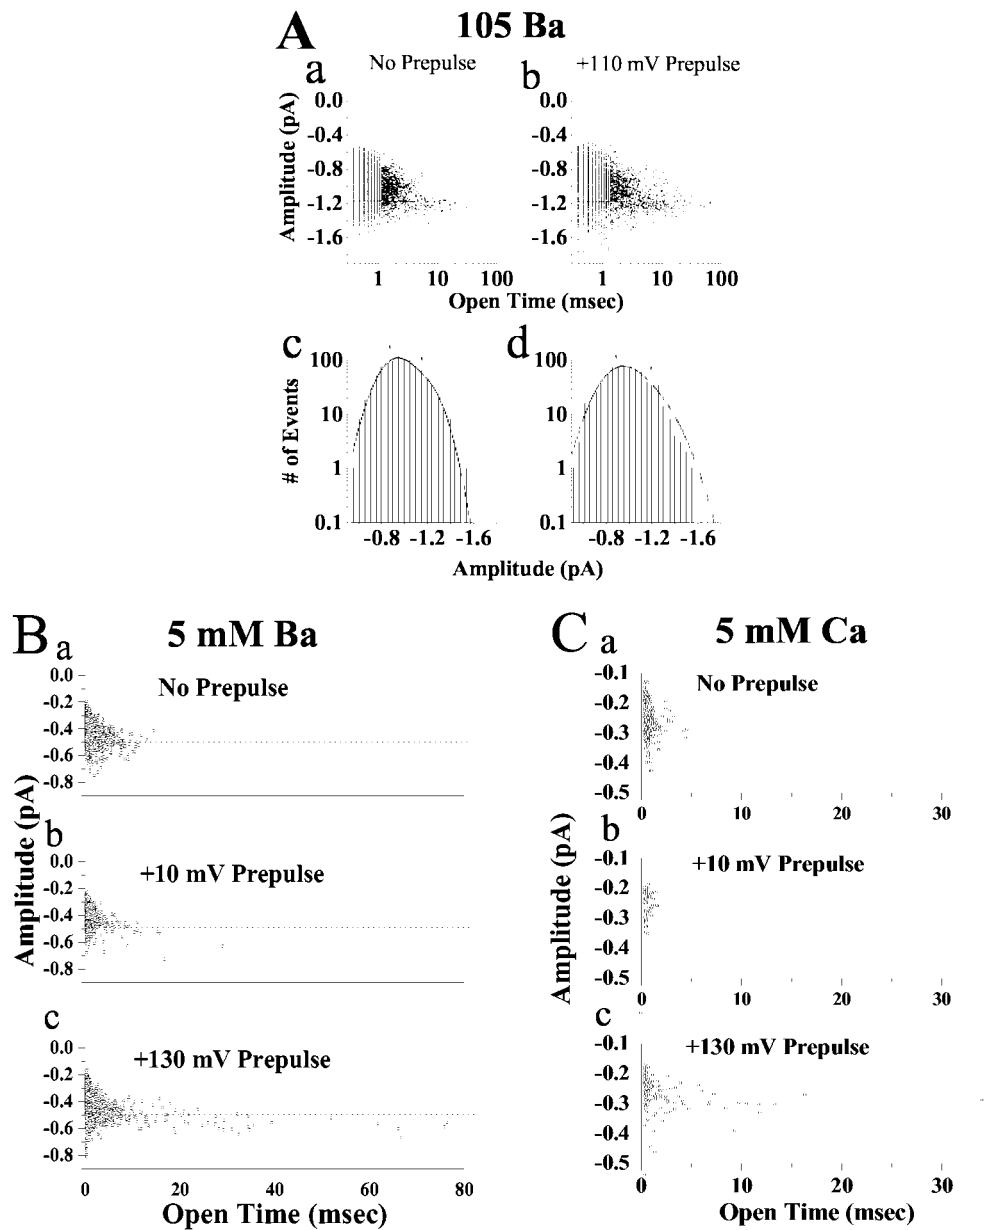 A 105 Ba
a No Prepulse b +110 mV Prepulse
Amplitude (pA)
0.0 0.0
-0.4 -0.4
-0.8 -0.8
-1.2 -1.2
-1.6 -1.6
1 10 100 1 10 100
Open Time (msec)
c d
# of Events
100 100
10 10
1 1
0.1 0.1
-0.8 -1.2 -1.6 -0.8 -1.2 -1.6
Amplitude (pA)
B 5 mM Ba
a
No Prepulse
0.0
-0.2
-0.4
-0.6
-0.8
Amplitude (pA)
b
+10 mV Prepulse
0.0
-0.2
-0.4
-0.6
-0.8
c
+130 mV Prepulse
0.0
-0.2
-0.4
-0.6
-0.8
0 20 40 60 80
Open Time (msec)
C 5 mM Ca
a
No Prepulse
-0.1
-0.2
-0.3
-0.4
-0.5
0 10 20 30
Amplitude (pA)
b
+10 mV Prepulse
-0.1
-0.2
-0.3
-0.4
-0.5
0 10 20 30
c
+130 mV Prepulse
-0.1
-0.2
-0.3
-0.4
-0.5
0 10 20 30
Open Time (msec)